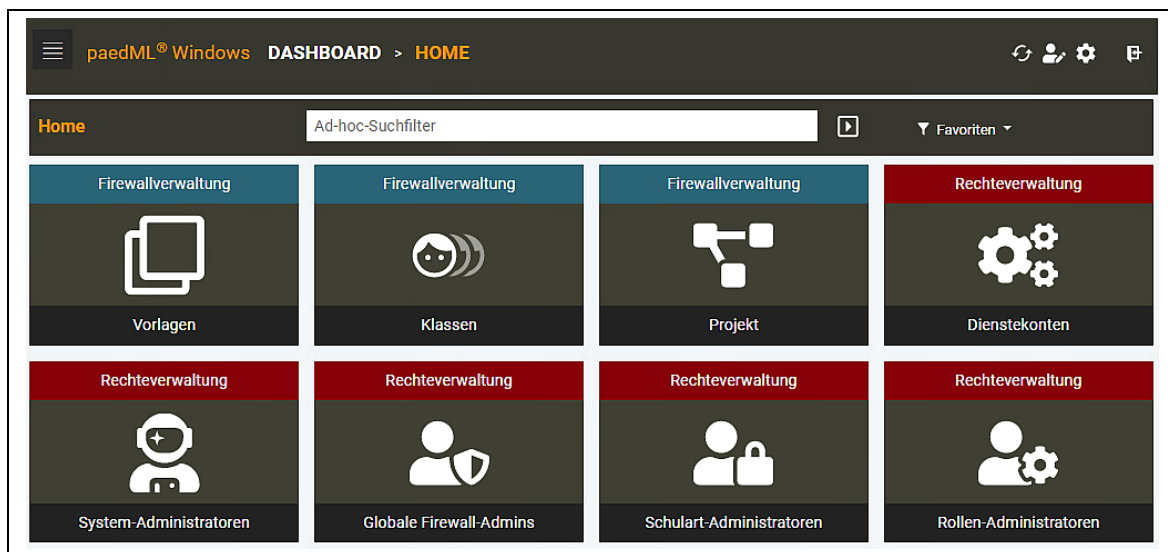 paedML® Windows DASHBOARD > HOME
Home Ad-hoc-Suchfilter Favoriten
Firewallverwaltung Firewallverwaltung Firewallverwaltung Rechteverwaltung
Vorlagen Klassen Projekt Dienstekonten
Rechteverwaltung Rechteverwaltung Rechteverwaltung Rechteverwaltung
System-Administratoren Globale Firewall-Admins Schulart-Administratoren Rollen-Administratoren